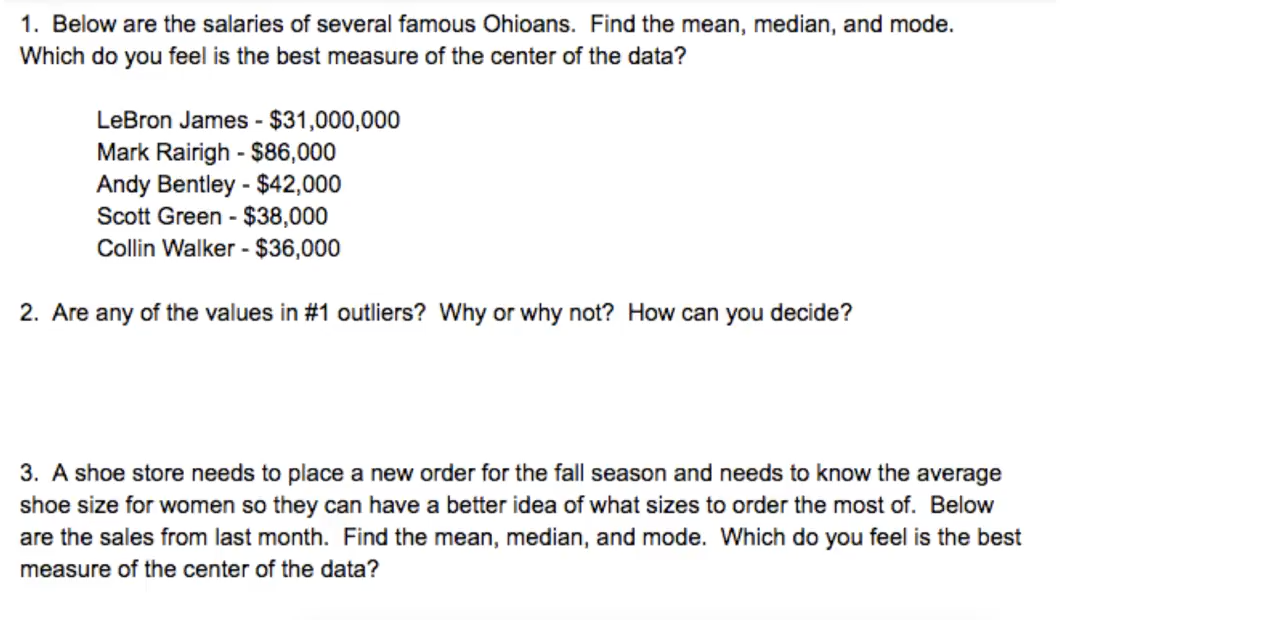 1. Below are the salaries of several famous Ohioans. Find the mean, median, and mode.
Which do you feel is the best measure of the center of the data?
LeBron James - $31,000,000
Mark Rairigh - $86,000
Andy Bentley - $42,000
Scott Green - $38,000
Collin Walker - $36,000
2. Are any of the values in #1 outliers? Why or why not? How can you decide?
3. A shoe store needs to place a new order for the fall season and needs to know the average
shoe size for women so they can have a better idea of what sizes to order the most of. Below
are the sales from last month. Find the mean, median, and mode. Which do you feel is the best
measure of the center of the data?